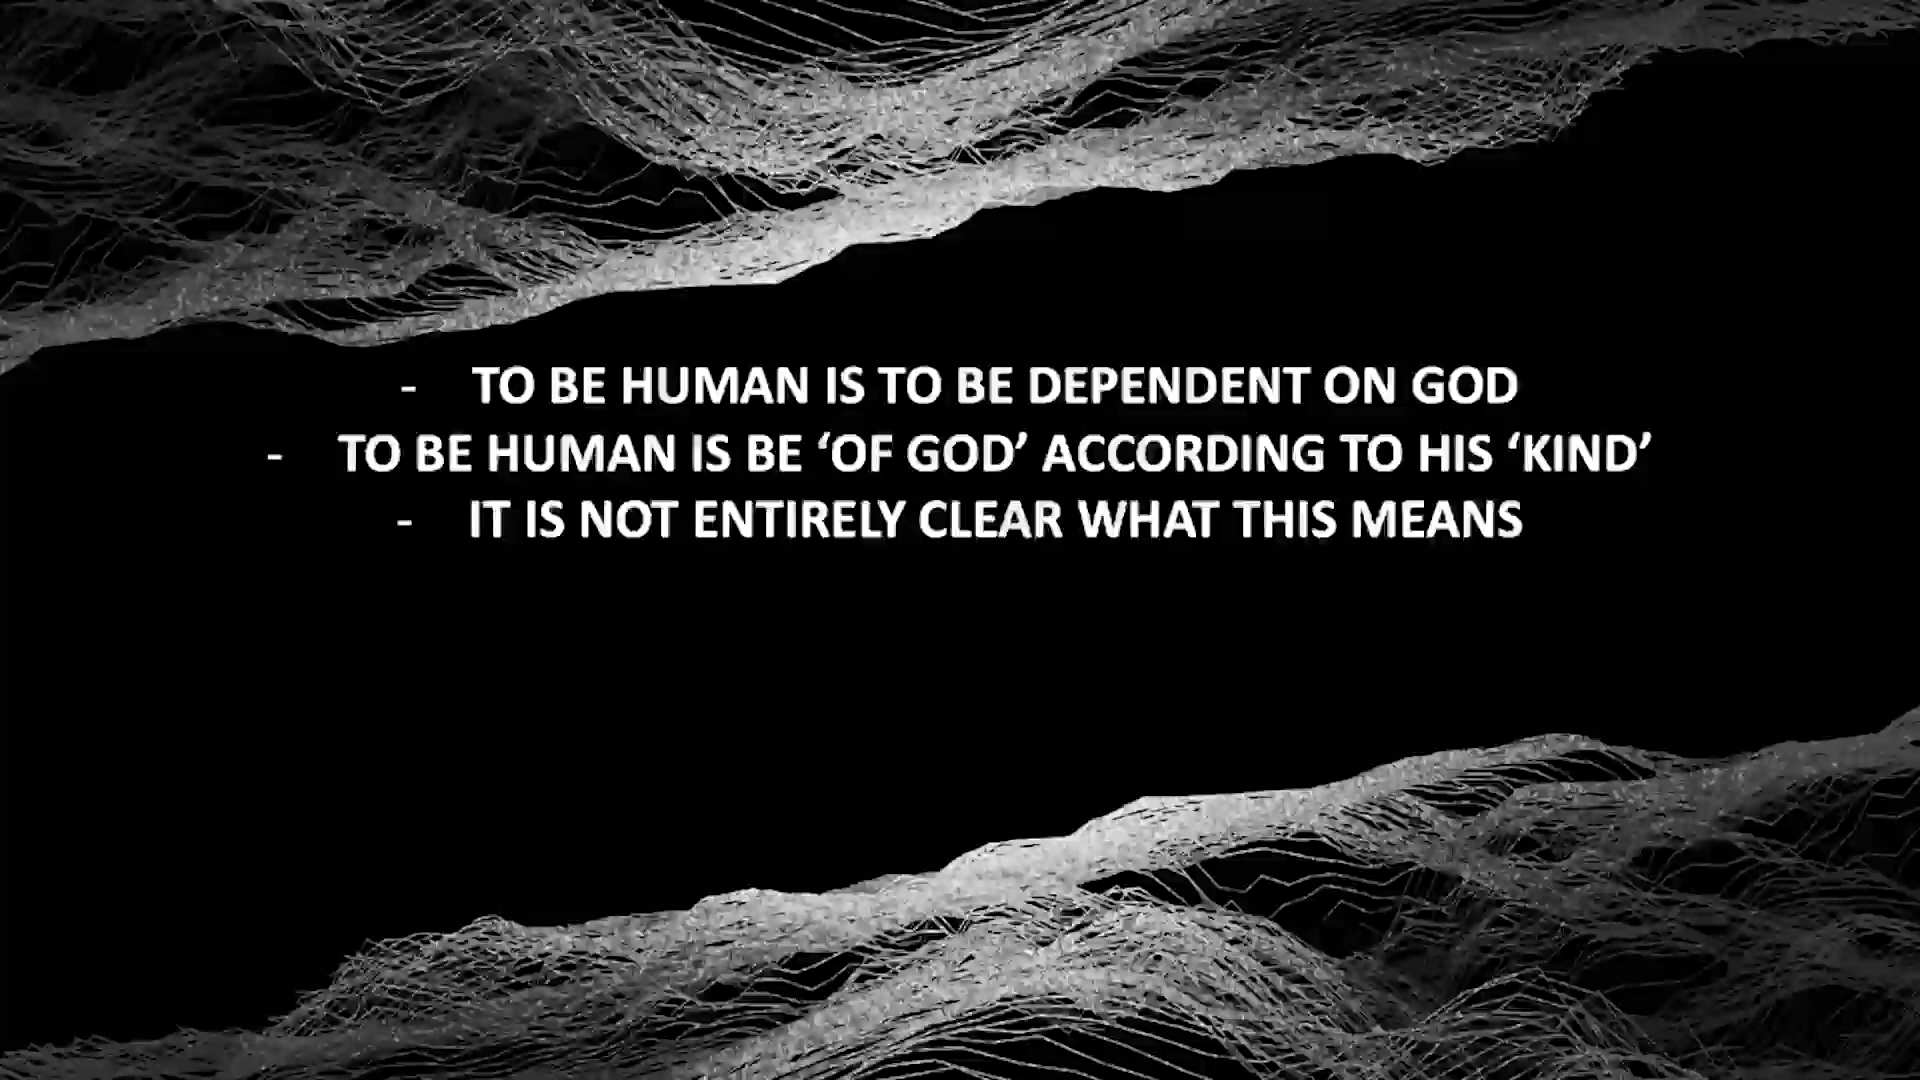 - TO BE HUMAN IS TO BE DEPENDENT ON GOD
- TO BE HUMAN IS BE ‘OF GOD’ ACCORDING TO HIS ‘KIND’
- IT IS NOT ENTIRELY CLEAR WHAT THIS MEANS